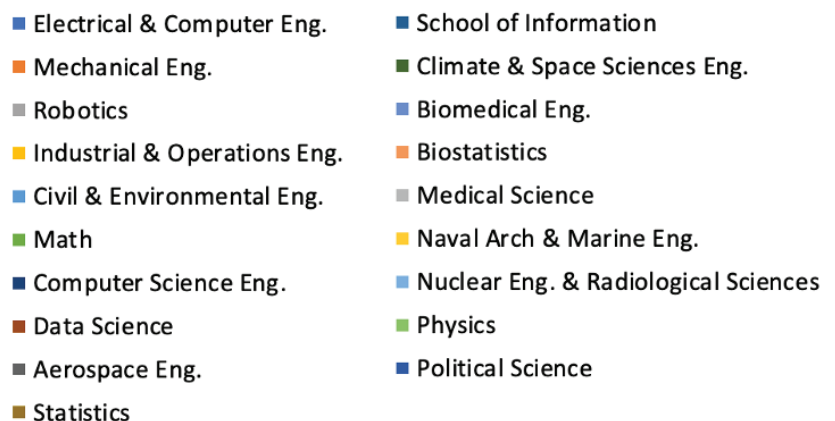 Electrical & Computer Eng.
Mechanical Eng.
Robotics
Industrial & Operations Eng.
Civil & Environmental Eng.
Math
Computer Science Eng.
Data Science
Aerospace Eng.
Statistics
School of Information
Climate & Space Sciences Eng.
Biomedical Eng.
Biostatistics
Medical Science
Naval Arch & Marine Eng.
Nuclear Eng. & Radiological Sciences
Physics
Political Science